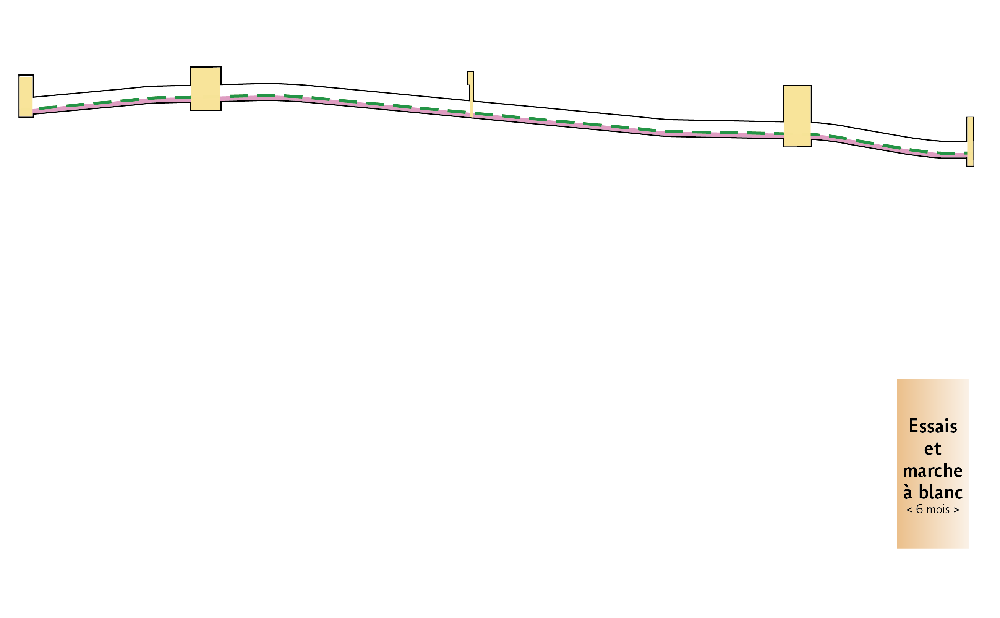 Essais
et
marche
à blanc
< 6 mois >